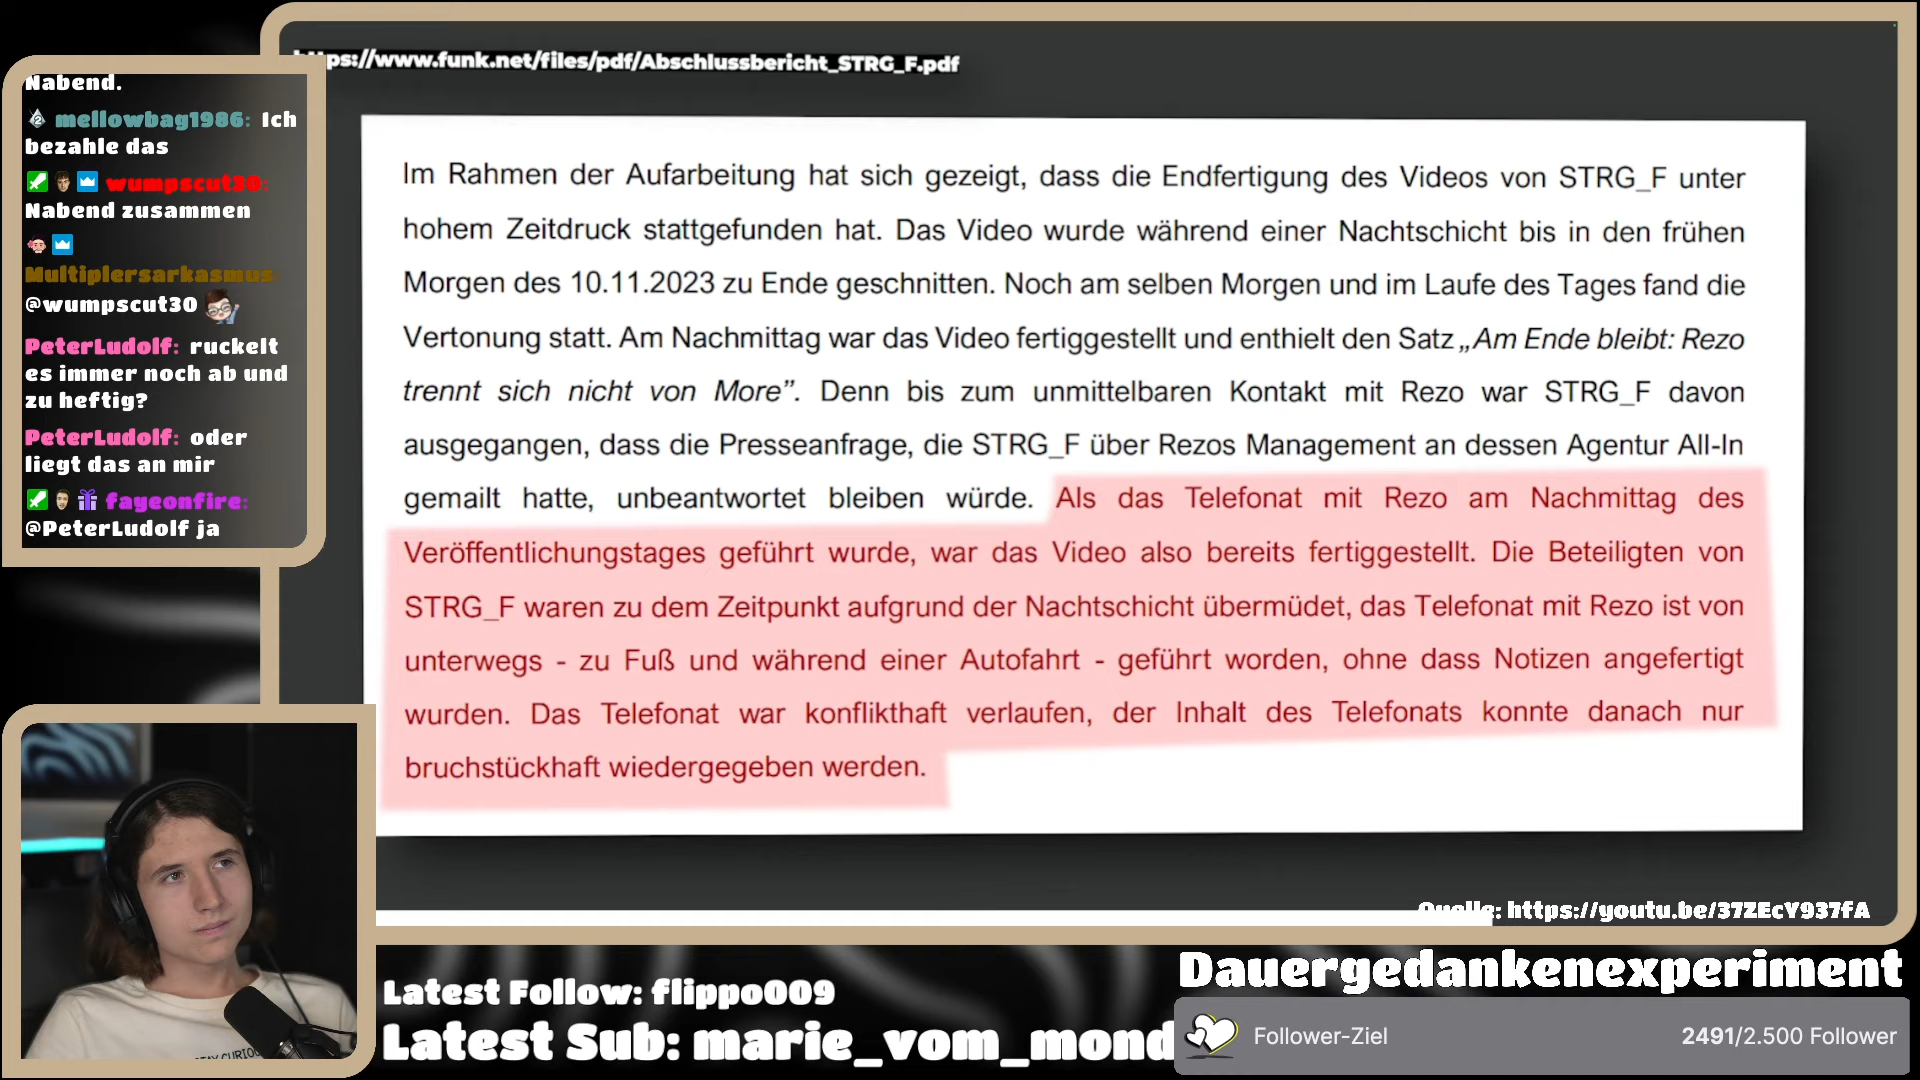 https://www.funk.net/files/pdf/Abschlussbericht_STRG_F.pdf
Nabend.
mellowbag1986: Ich
bezahle das
wumpscut30:
Nabend zusammen
Multiplersarkasmus:
@wumpscut30
PeterLudolf: ruckelt
es immer noch ab und
zu heftig?
PeterLudolf: oder
liegt das an mir
fayeonfire:
@PeterLudolf ja
Im Rahmen der Aufarbeitung hat sich gezeigt, dass die Endfertigung des Videos von STRG_F unter
hohem Zeitdruck stattgefunden hat. Das Video wurde während einer Nachtschicht bis in den frühen
Morgen des 10.11.2023 zu Ende geschnitten. Noch am selben Morgen und im Laufe des Tages fand die
Vertonung statt. Am Nachmittag war das Video fertiggestellt und enthielt den Satz „Am Ende bleibt: Rezo
trennt sich nicht von More”. Denn bis zum unmittelbaren Kontakt mit Rezo war STRG_F davon
ausgegangen, dass die Presseanfrage, die STRG_F über Rezos Management an dessen Agentur All-In
gemailt hatte, unbeantwortet bleiben würde. Als das Telefonat mit Rezo am Nachmittag des
Veröffentlichungstages geführt wurde, war das Video also bereits fertiggestellt. Die Beteiligten von
STRG_F waren zu dem Zeitpunkt aufgrund der Nachtschicht übermüdet, das Telefonat mit Rezo ist von
unterwegs - zu Fuß und während einer Autofahrt - geführt worden, ohne dass Notizen angefertigt
wurden. Das Telefonat war konflikthaft verlaufen, der Inhalt des Telefonats konnte danach nur
bruchstückhaft wiedergegeben werden.
Quelle: https://youtu.be/37ZEcY937fA
STAY CURIOU
Latest Follow: flippo009
Latest Sub: marie_vom_mond
Dauergedankenexperiment
Follower-Ziel
2491/2.500 Follower